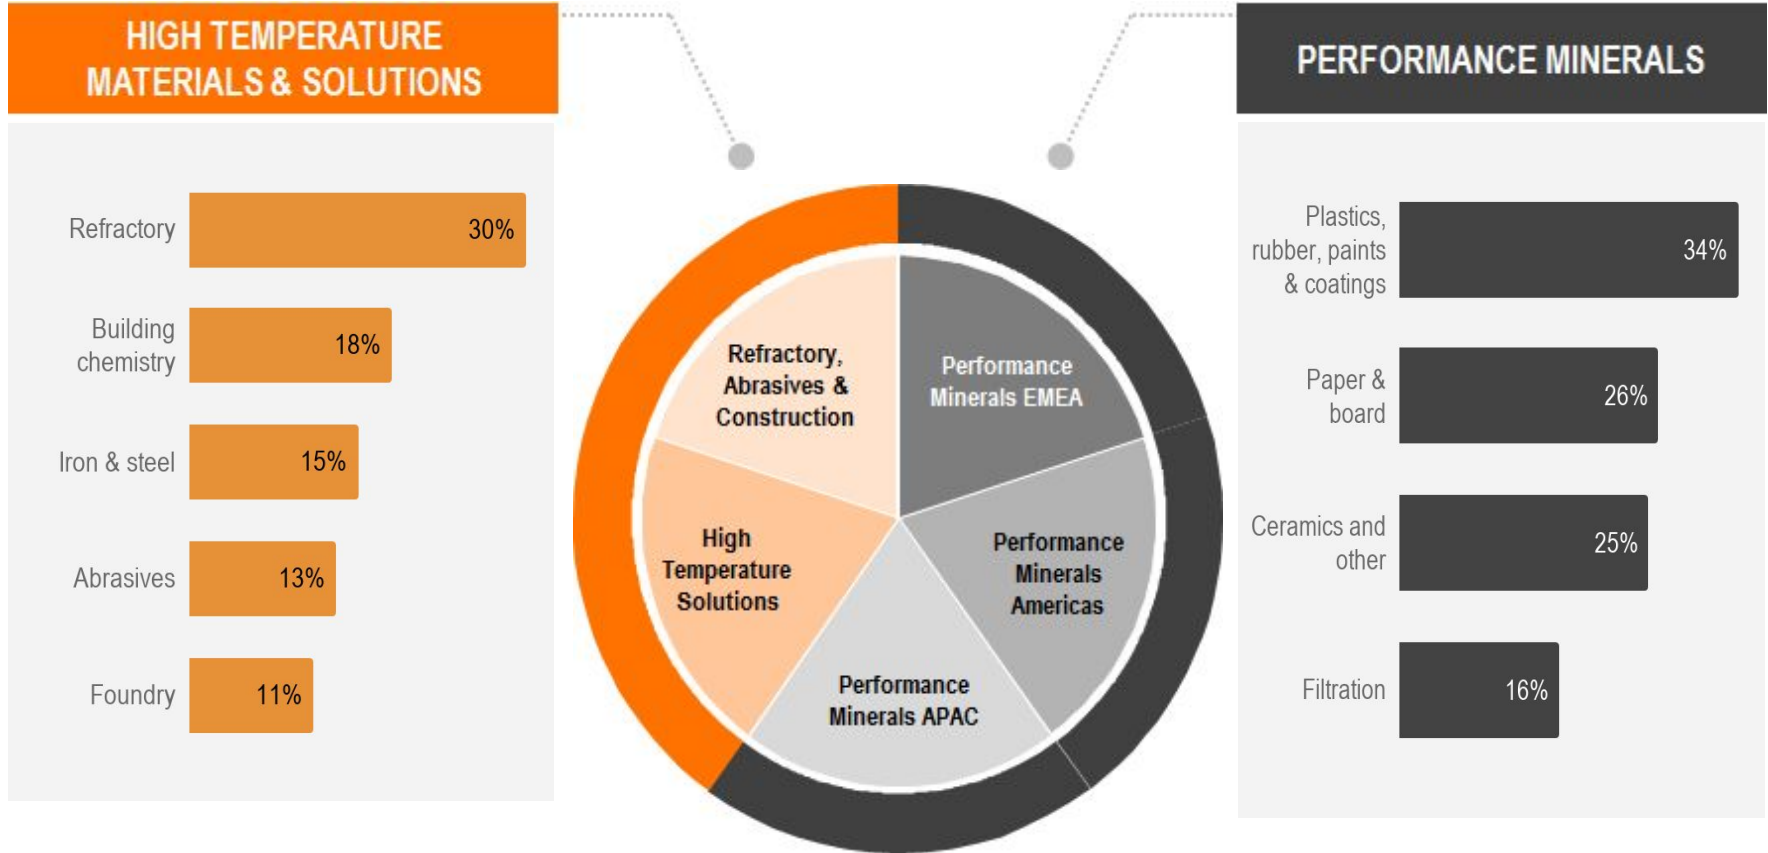 HIGH TEMPERATURE
MATERIALS & SOLUTIONS
Refractory
30%
Building
chemistry
18%
Iron & steel
15%
Abrasives
13%
Foundry
11%
Refractory,
Abrasives &
Construction
Performance
Minerals EMEA
High
Temperature
Solutions
Performance
Minerals
Americas
Performance
Minerals APAC
PERFORMANCE MINERALS
Plastics,
rubber, paints
& coatings
34%
Paper &
board
26%
Ceramics and
other
25%
Filtration
16%